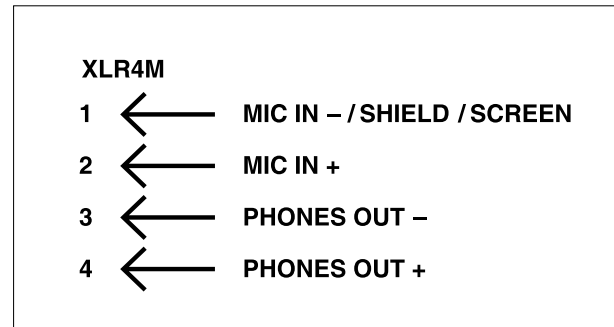 XLR4M
1 MIC IN – / SHIELD / SCREEN
2 MIC IN +
3 PHONES OUT –
4 PHONES OUT +